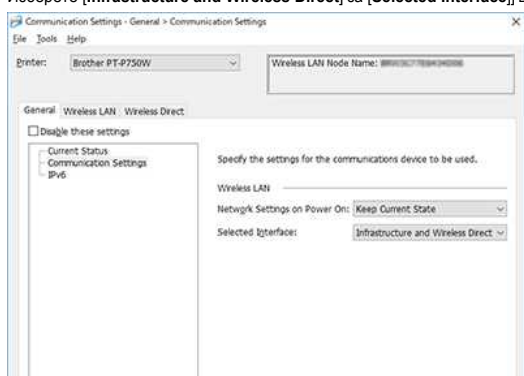 [Infrastructure and Wireless Direct] за [Selected Interface]]
Communication Settings - General > Communication Settings
File Tools Help
Printer: Brother PT-P750W
Wireless LAN Node Name:
General Wireless LAN Wireless Direct
Disable these settings
Current Status
Communication Settings
IPv6
Specify the settings for the communications device to be used.
Wireless LAN
Network Settings on Power On: Keep Current State
Selected Interface: Infrastructure and Wireless Direct